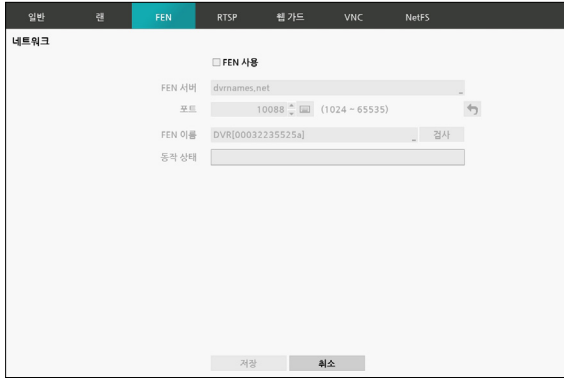 일반 랜 FEN RTSP 웹 가드 VNC NetFS
네트워크
FEN 사용
FEN 서버 dvrnames.net
포트 10088 (1024 ~ 65535)
FEN 이름 DVR[00032235525a] 검사
동작 상태
저장 취소